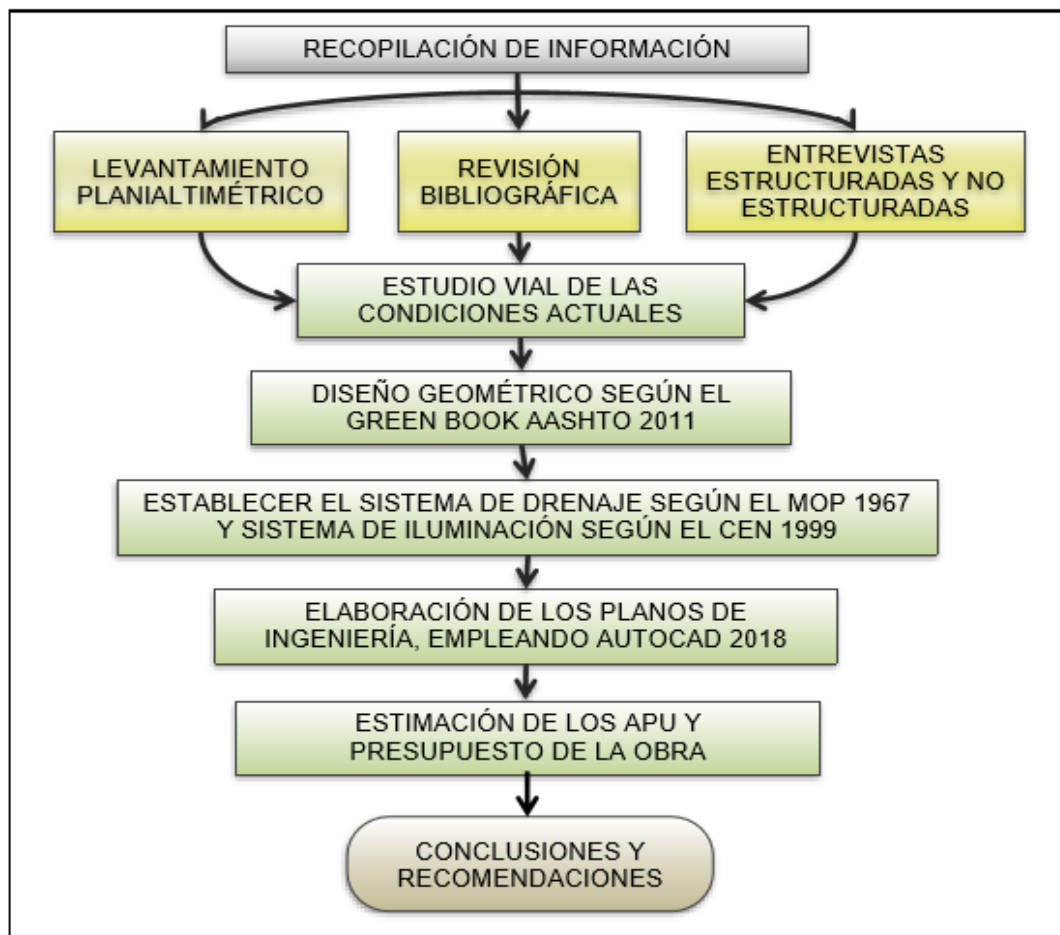 RECOPILACIÓN DE INFORMACIÓN
LEVANTAMIENTO
PLANIALTIMÉTRICO
REVISIÓN
BIBLIOGRÁFICA
ENTREVISTAS
ESTRUCTURADAS Y NO
ESTRUCTURADAS
ESTUDIO VIAL DE LAS
CONDICIONES ACTUALES
DISEÑO GEOMÉTRICO SEGÚN EL
GREEN BOOK AASHTO 2011
ESTABLECER EL SISTEMA DE DRENAJE SEGÚN EL MOP 1967
Y SISTEMA DE ILUMINACIÓN SEGÚN EL CEN 1999
ELABORACIÓN DE LOS PLANOS DE
INGENIERÍA, EMPLEANDO AUTOCAD 2018
ESTIMACIÓN DE LOS APU Y
PRESUPUESTO DE LA OBRA
CONCLUSIONES Y
RECOMENDACIONES